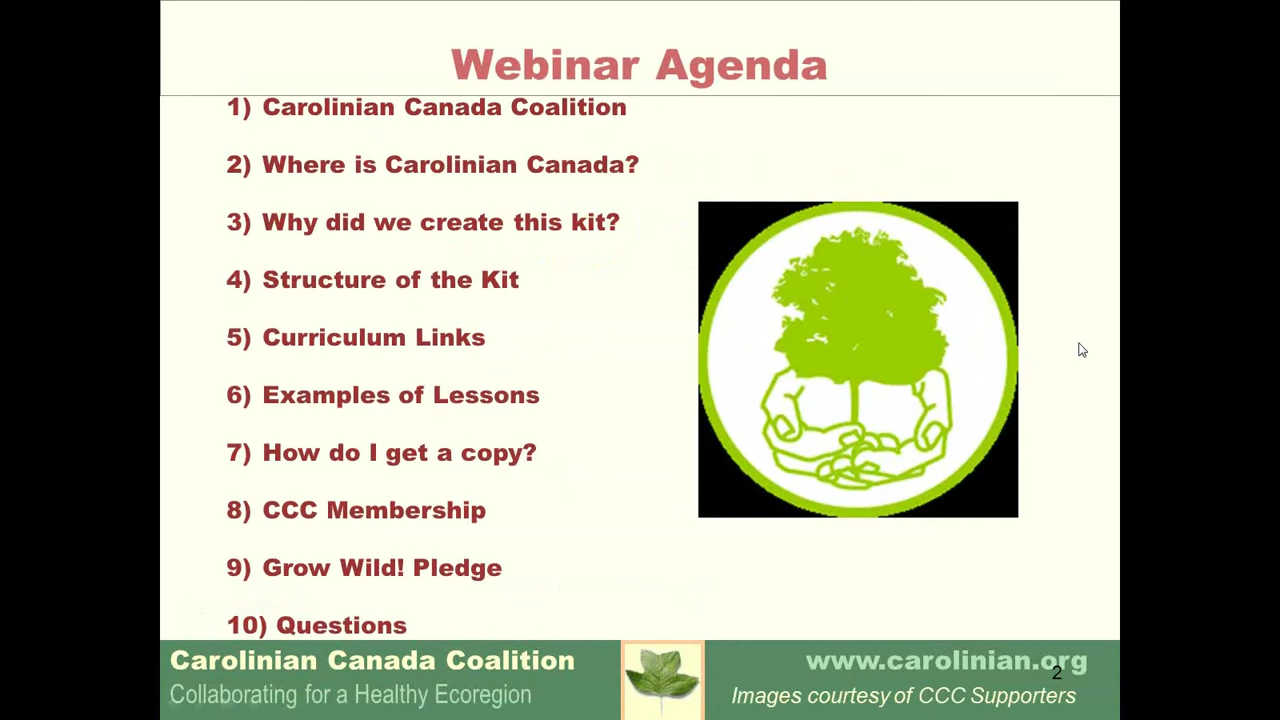 Webinar Agenda
1) Carolinian Canada Coalition
2) Where is Carolinian Canada?
3) Why did we create this kit?
4) Structure of the Kit
5) Curriculum Links
6) Examples of Lessons
7) How do I get a copy?
8) CCC Membership
9) Grow Wild! Pledge
10) Questions
Carolinian Canada Coalition
Collaborating for a Healthy Ecoregion
www.carolinian.org
2
Images courtesy of CCC Supporters